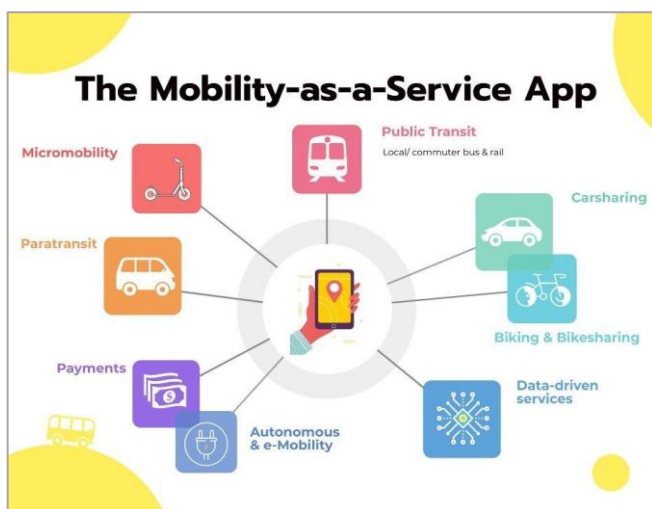 The Mobility-as-a-Service App
Public Transit
Local/ commuter bus & rail
Micromobility
Carsharing
Paratransit
Biking & Bikesharing
Payments
Data-driven
services
Autonomous
& e-Mobility